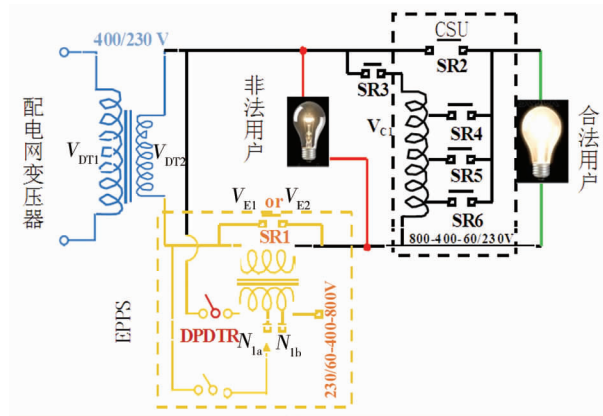 400/230 V
CSU
SR2
SR3
SR4
SR5
SR6
V_C1
800-400-60/230V
配电网变压器
V_DT1
V_DT2
非法用户
合法用户
V_E1 or V_E2
SR1
EPPS
DPDTR
N_1a
N_1b
230/60-400-800V